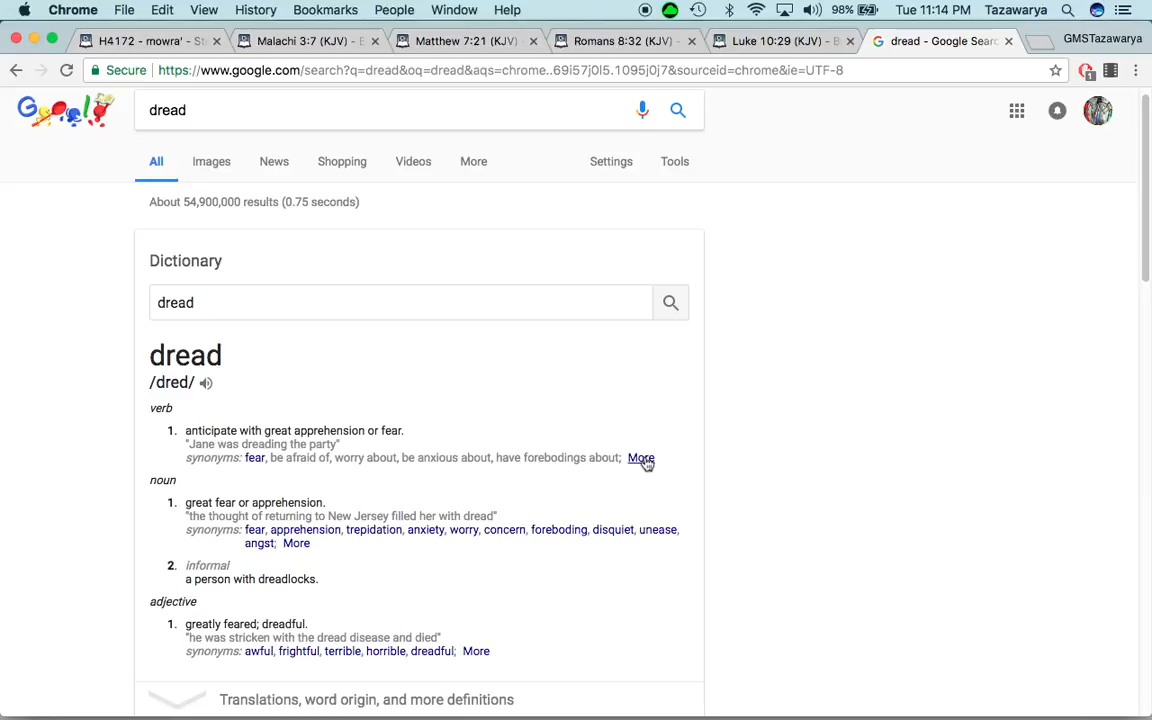 Chrome File Edit View History Bookmarks People Window Help 98% Tue 11:14 PM Tazawarya
H4172 - mowra' - St Malachi 3:7 (KJV) - E Matthew 7:21 (KJV) - Romans 8:32 (KJV) - Luke 10:29 (KJV) - B dread - Google Searc GMSTazawarya
Secure https://www.google.com/search?q=dread&oq=dread&aqs=chrome..69i57j0l5.1095j0j7&sourceid=chrome&ie=UTF-8
dread
All Images News Shopping Videos More Settings Tools
About 54,900,000 results (0.75 seconds)
Dictionary
dread
dread
/dred/
verb
1. anticipate with great apprehension or fear.
"Jane was dreading the party"
synonyms: fear, be afraid of, worry about, be anxious about, have forebodings about; More
noun
1. great fear or apprehension.
"the thought of returning to New Jersey filled her with dread"
synonyms: fear, apprehension, trepidation, anxiety, worry, concern, foreboding, disquiet, unease,
angst; More
2. informal
a person with dreadlocks.
adjective
1. greatly feared; dreadful.
"he was stricken with the dread disease and died"
synonyms: awful, frightful, terrible, horrible, dreadful; More
Translations, word origin, and more definitions